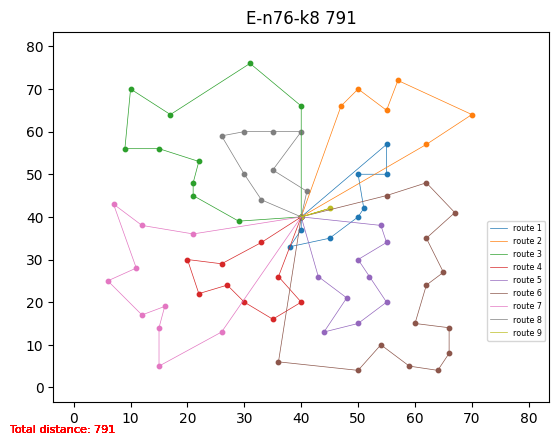 E-n76-k8 791
80
70
60
50
40
30
20
10
0
0 10 20 30 40 50 60 70 80
route 1
route 2
route 3
route 4
route 5
route 6
route 7
route 8
route 9
Total distance: 791